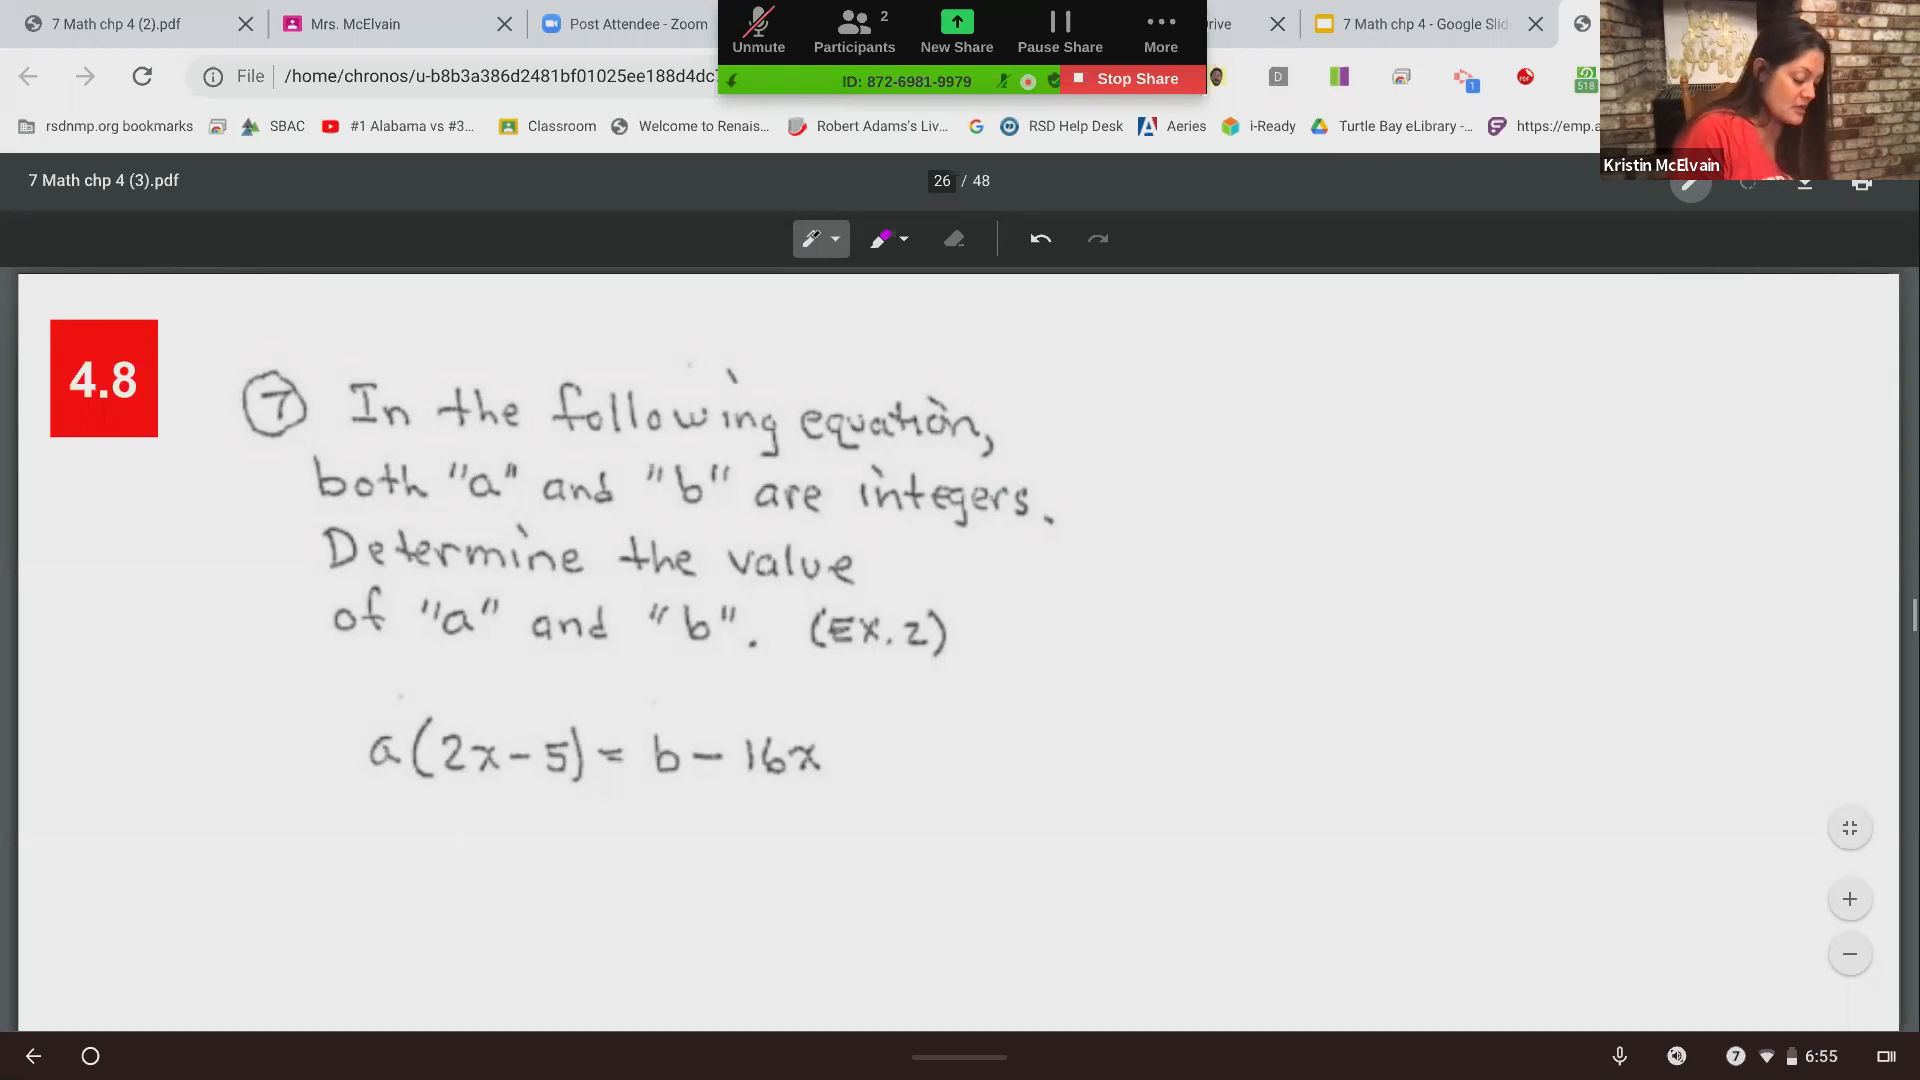 7 Math chp 4 (2).pdf
Mrs. McElvain
Post Attendee - Zoom
Unmute
Participants
2
New Share
Pause Share
More
7 Math chp 4 - Google Slid
ID: 872-6981-9979
Stop Share
File
/home/chronos/u-b8b3a386d2481bf01025ee188d4dc
rsdnmp.org bookmarks
SBAC
#1 Alabama vs #3...
Classroom
Welcome to Renais...
Robert Adams's Liv...
RSD Help Desk
Aeries
i-Ready
Turtle Bay eLibrary -...
https://emp.a
518
Kristin McElvain
7 Math chp 4 (3).pdf
26 / 48
4.8
7 In the following equation,
both "a" and "b" are integers.
Determine the value
of "a" and "b". (EX. 2)
a(2x-5) = b - 16x
7
6:55